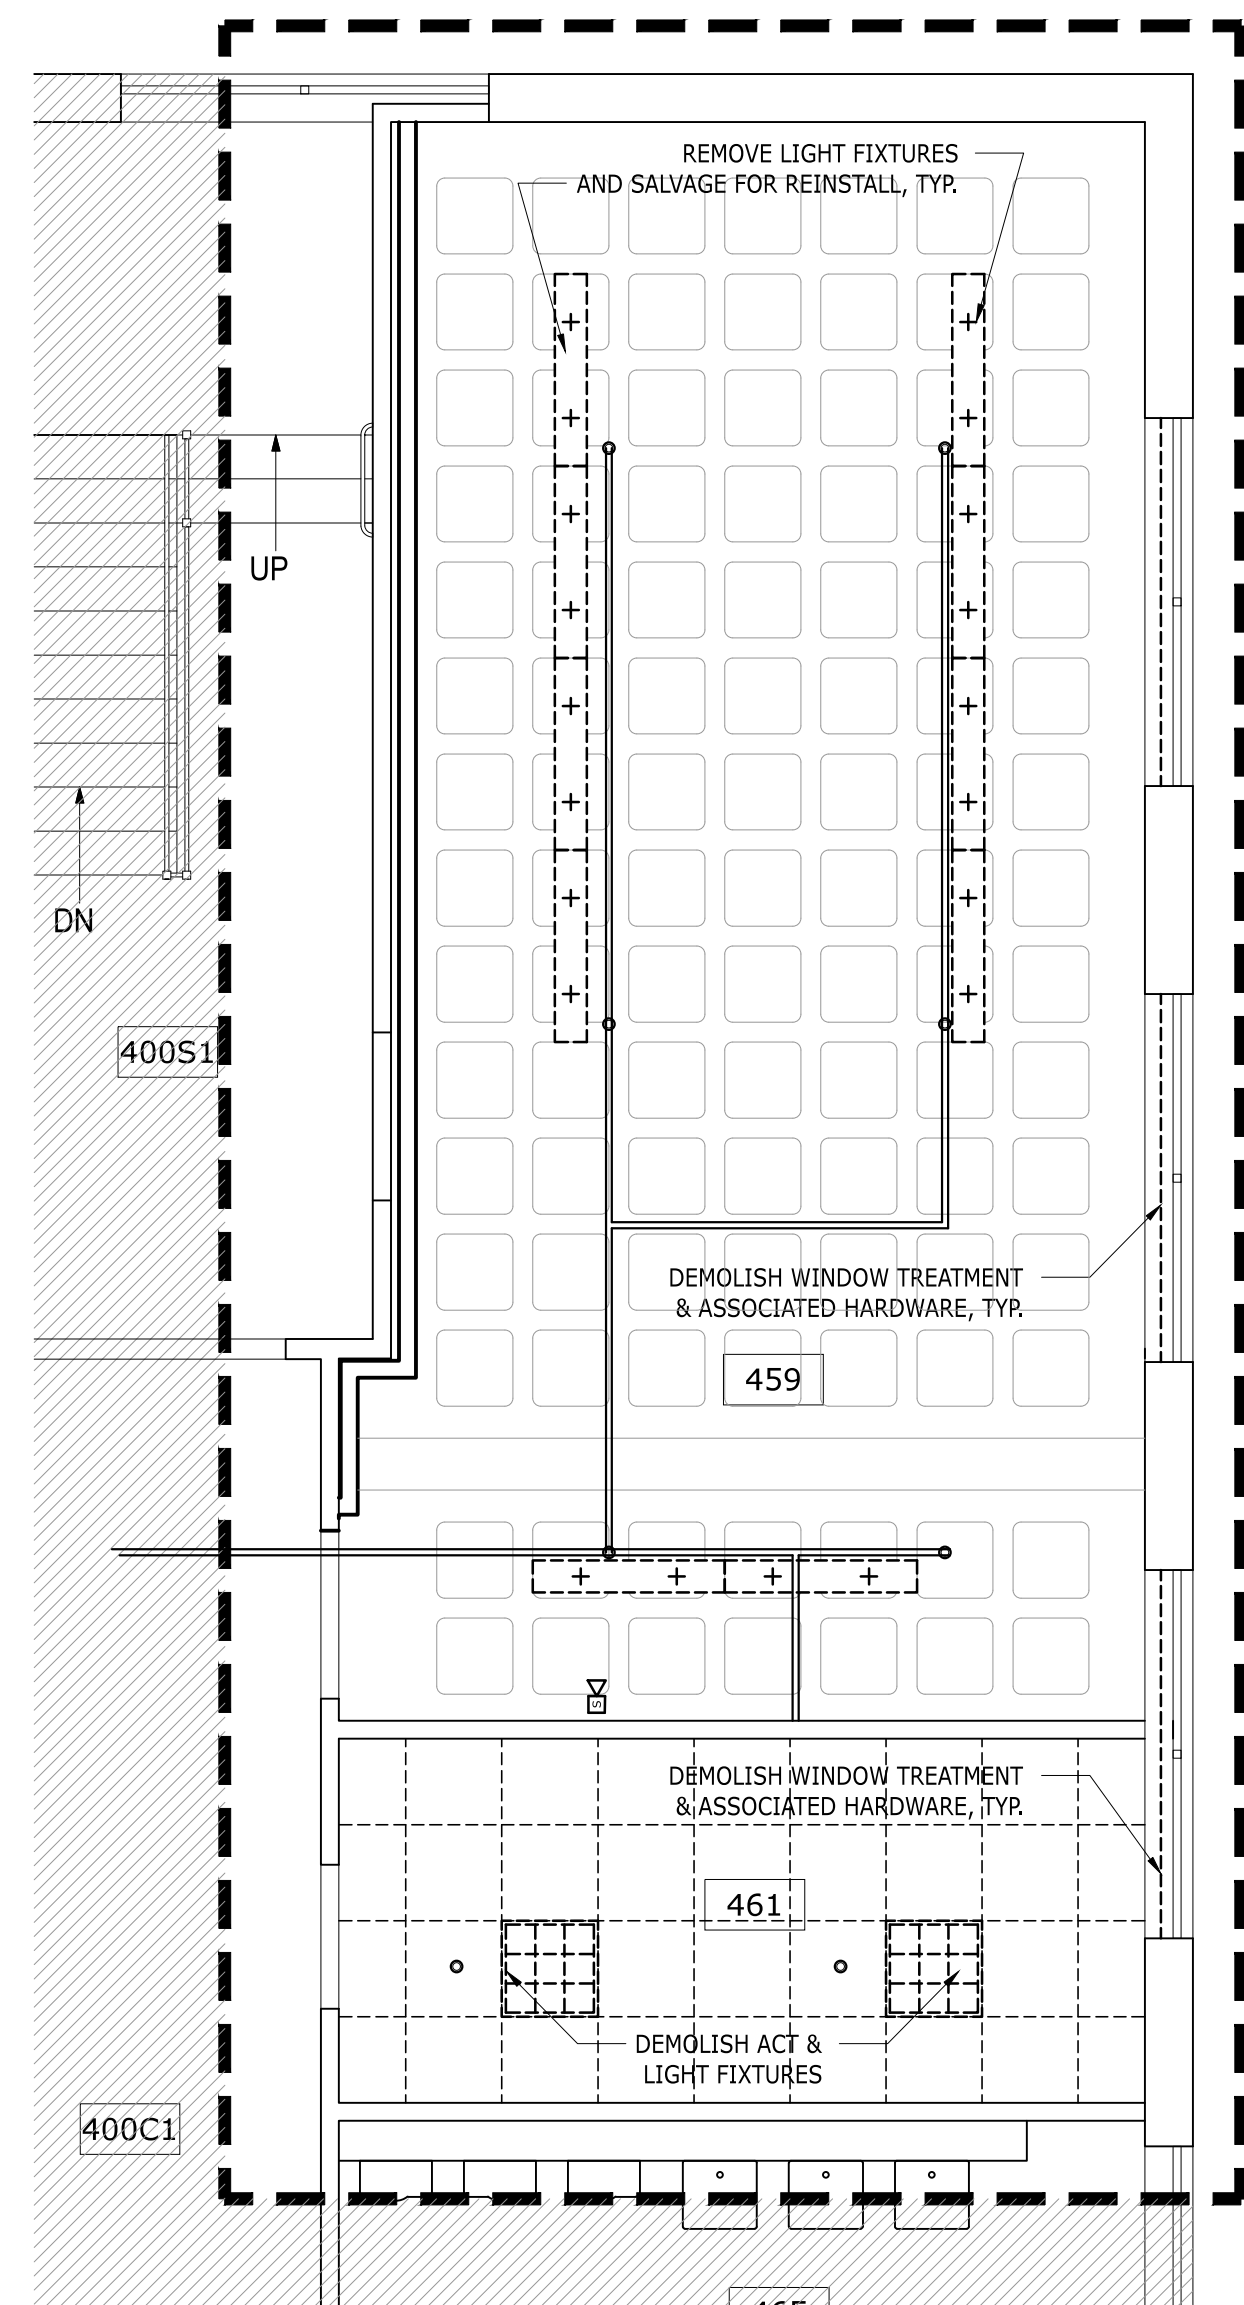 REMOVE LIGHT FIXTURES
AND SALVAGE FOR REINSTALL, TYP.
UP
DN
400S1
DEMOLISH WINDOW TREATMENT
& ASSOCIATED HARDWARE, TYP.
459
S
DEMOLISH WINDOW TREATMENT
& ASSOCIATED HARDWARE, TYP.
461
DEMOLISH ACT &
LIGHT FIXTURES
400C1